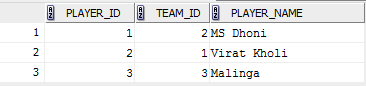 PLAYER_ID TEAM_ID PLAYER_NAME
1 1 2 MS Dhoni
2 2 1 Virat Kholi
3 3 3 Malinga